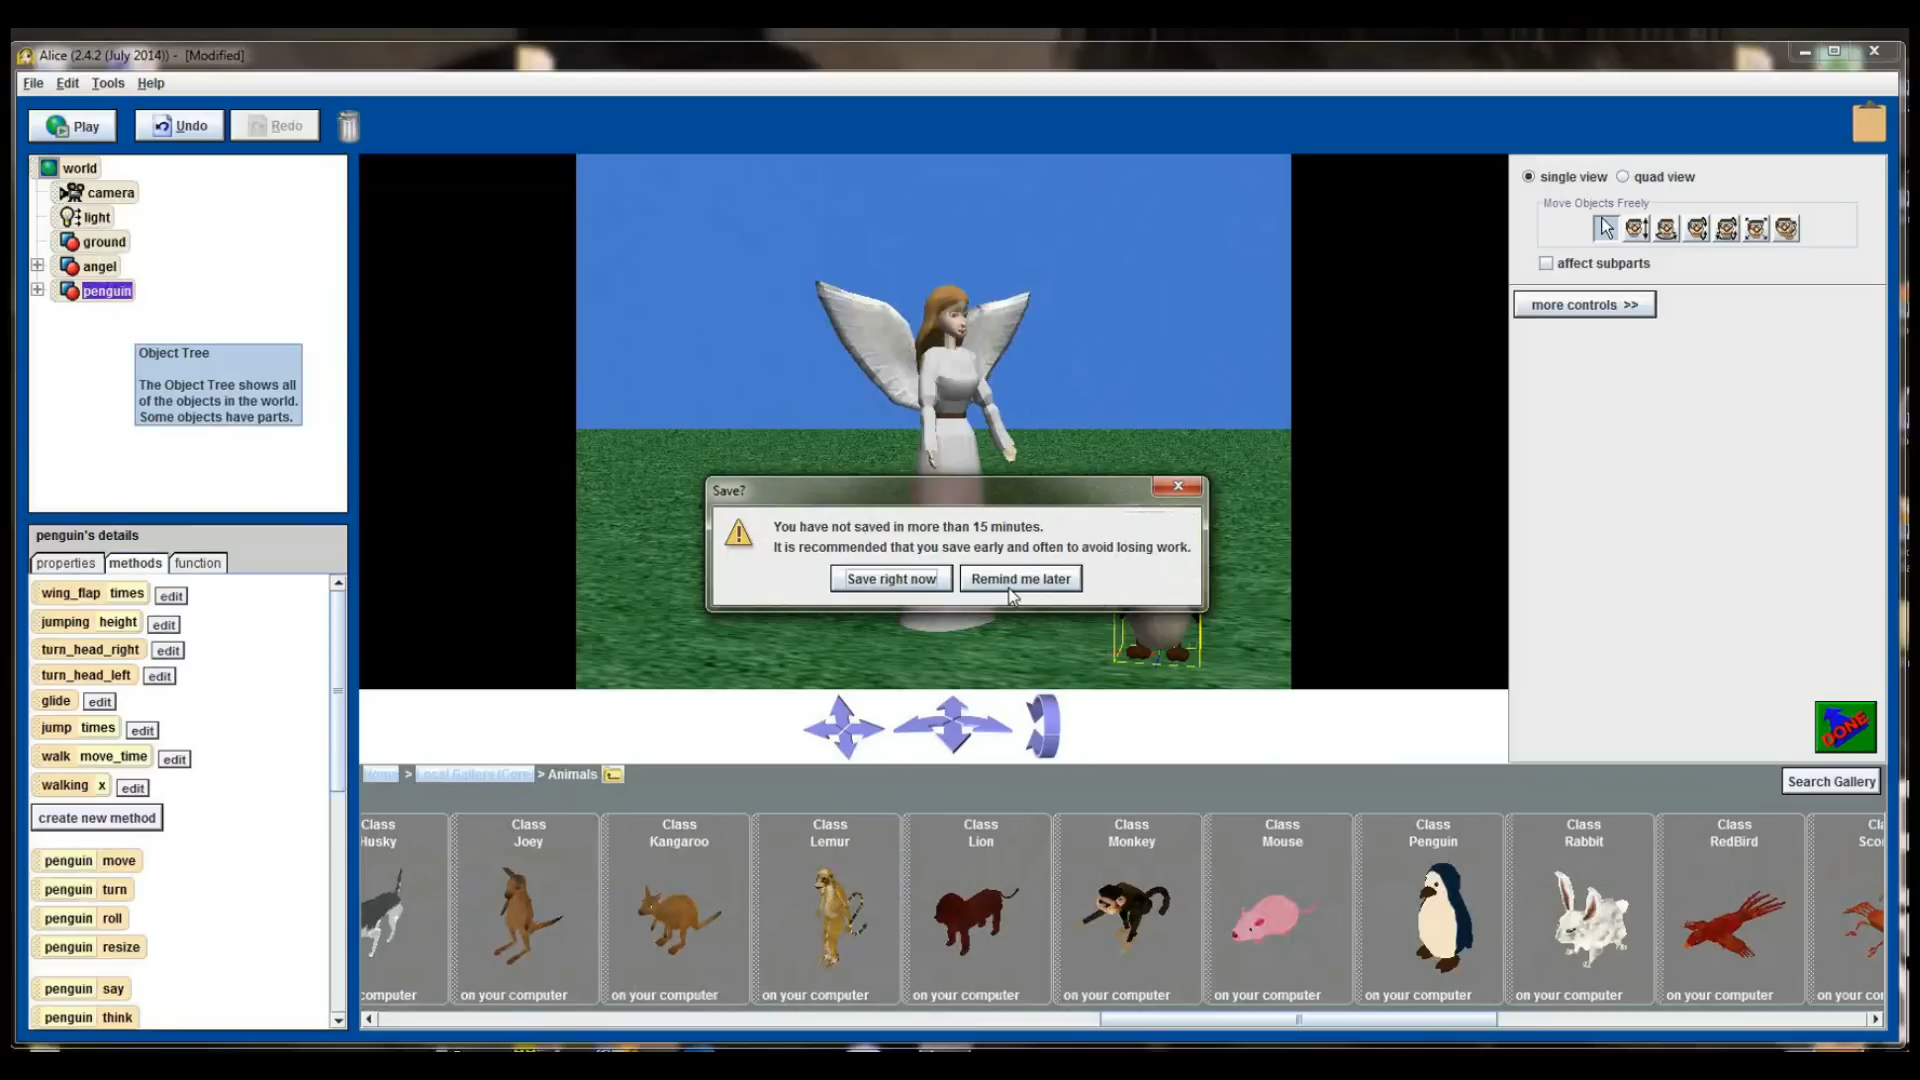 Alice (2.4.2 (July 2014)) - [Modified]
File Edit Tools Help
Play Undo Redo
world
camera
light
ground
angel
penguin
Object Tree
The Object Tree shows all
of the objects in the world.
Some objects have parts.
penguin's details
properties methods function
wing_flap times edit
jumping height edit
turn_head_right edit
turn_head_left edit
glide edit
jump times edit
walk move_time edit
walking x edit
create new method
penguin move
penguin turn
penguin roll
penguin resize
penguin say
penguin think
Save?
You have not saved in more than 15 minutes.
It is recommended that you save early and often to avoid losing work.
Save right now Remind me later
single view quad view
Move Objects Freely
affect subparts
more controls >>
DONE
Home > Local Gallery (Core) > Animals
Search Gallery
Class Class Class Class Class Class Class Class Class Class
Husky Joey Kangaroo Lemur Lion Monkey Mouse Penguin Rabbit RedBird
computer on your computer on your computer on your computer on your computer on your computer on your computer on your computer on your computer on your computer